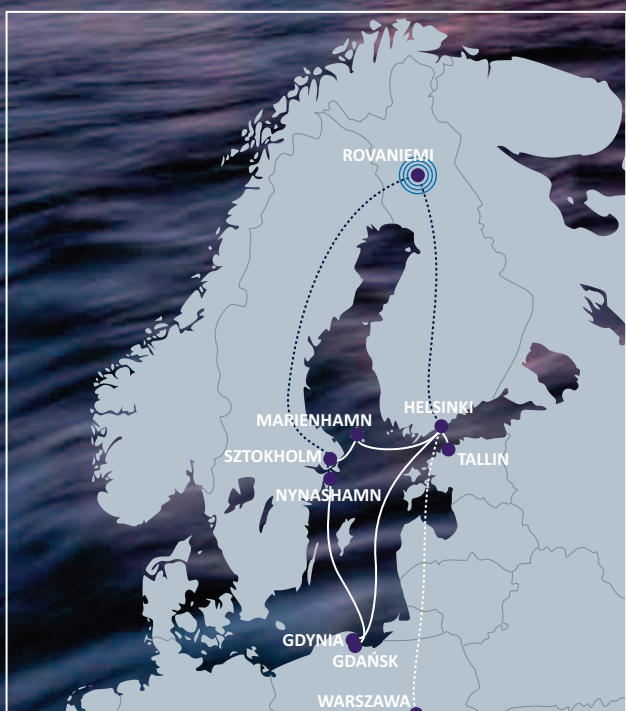 ROVANIEMI
HELSINKI
MARIENHAMN
SZTOKHOLM
TALLIN
NYNASHAMN
GDYNIA
GDAŃSK
WARSZAWA